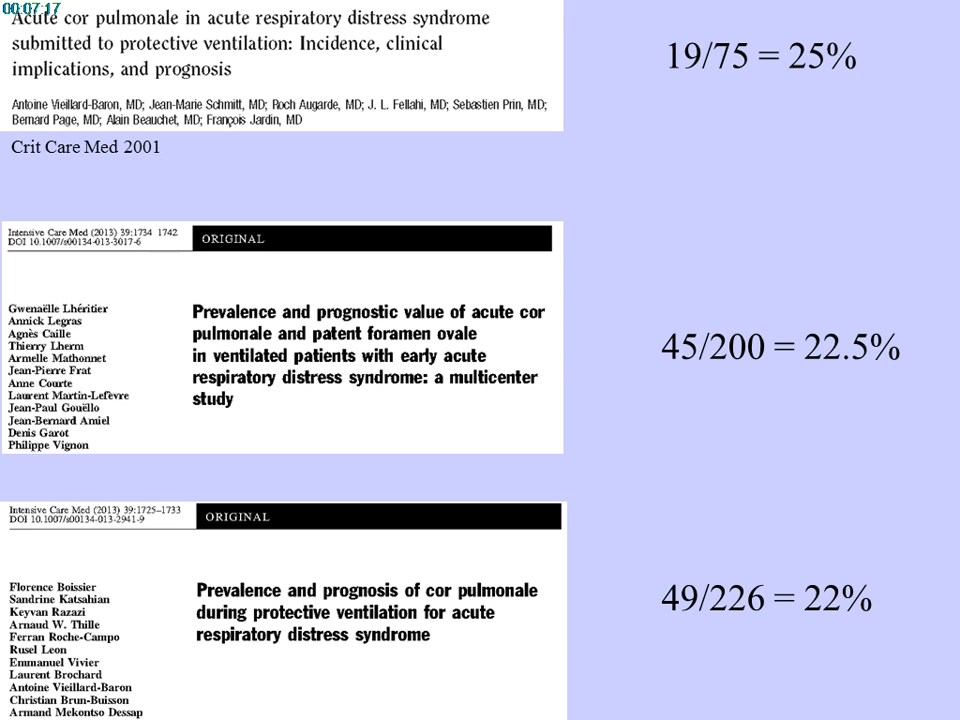 00:07:17
Acute cor pulmonale in acute respiratory distress syndrome
submitted to protective ventilation: Incidence, clinical
implications, and prognosis
Antoine Vieillard-Baron, MD; Jean-Marie Schmitt, MD; Roch Augarde, MD; J. L. Fellahi, MD; Sebastien Prin, MD;
Bernard Page, MD; Alain Beauchet, MD; François Jardin, MD
Crit Care Med 2001
19/75 = 25%
Intensive Care Med (2013) 39:1734 1742
DOI 10.1007/s00134-013-3017-6
ORIGINAL
Gwenaëlle Lhéritier
Annick Legras
Agnès Caille
Thierry Lherm
Armelle Mathonnet
Jean-Pierre Frat
Anne Courte
Laurent Martin-Lefèvre
Jean-Paul Gouëllo
Jean-Bernard Amiel
Denis Garot
Philippe Vignon
Prevalence and prognostic value of acute cor
pulmonale and patent foramen ovale
in ventilated patients with early acute
respiratory distress syndrome: a multicenter
study
45/200 = 22.5%
Intensive Care Med (2013) 39:1725–1733
DOI 10.1007/s00134-013-2941-9
ORIGINAL
Florence Boissier
Sandrine Katsahian
Keyvan Razazi
Arnaud W. Thille
Ferran Roche-Campo
Rusel Leon
Emmanuel Vivier
Laurent Brochard
Antoine Vieillard-Baron
Christian Brun-Buisson
Armand Mekontso Dessap
Prevalence and prognosis of cor pulmonale
during protective ventilation for acute
respiratory distress syndrome
49/226 = 22%